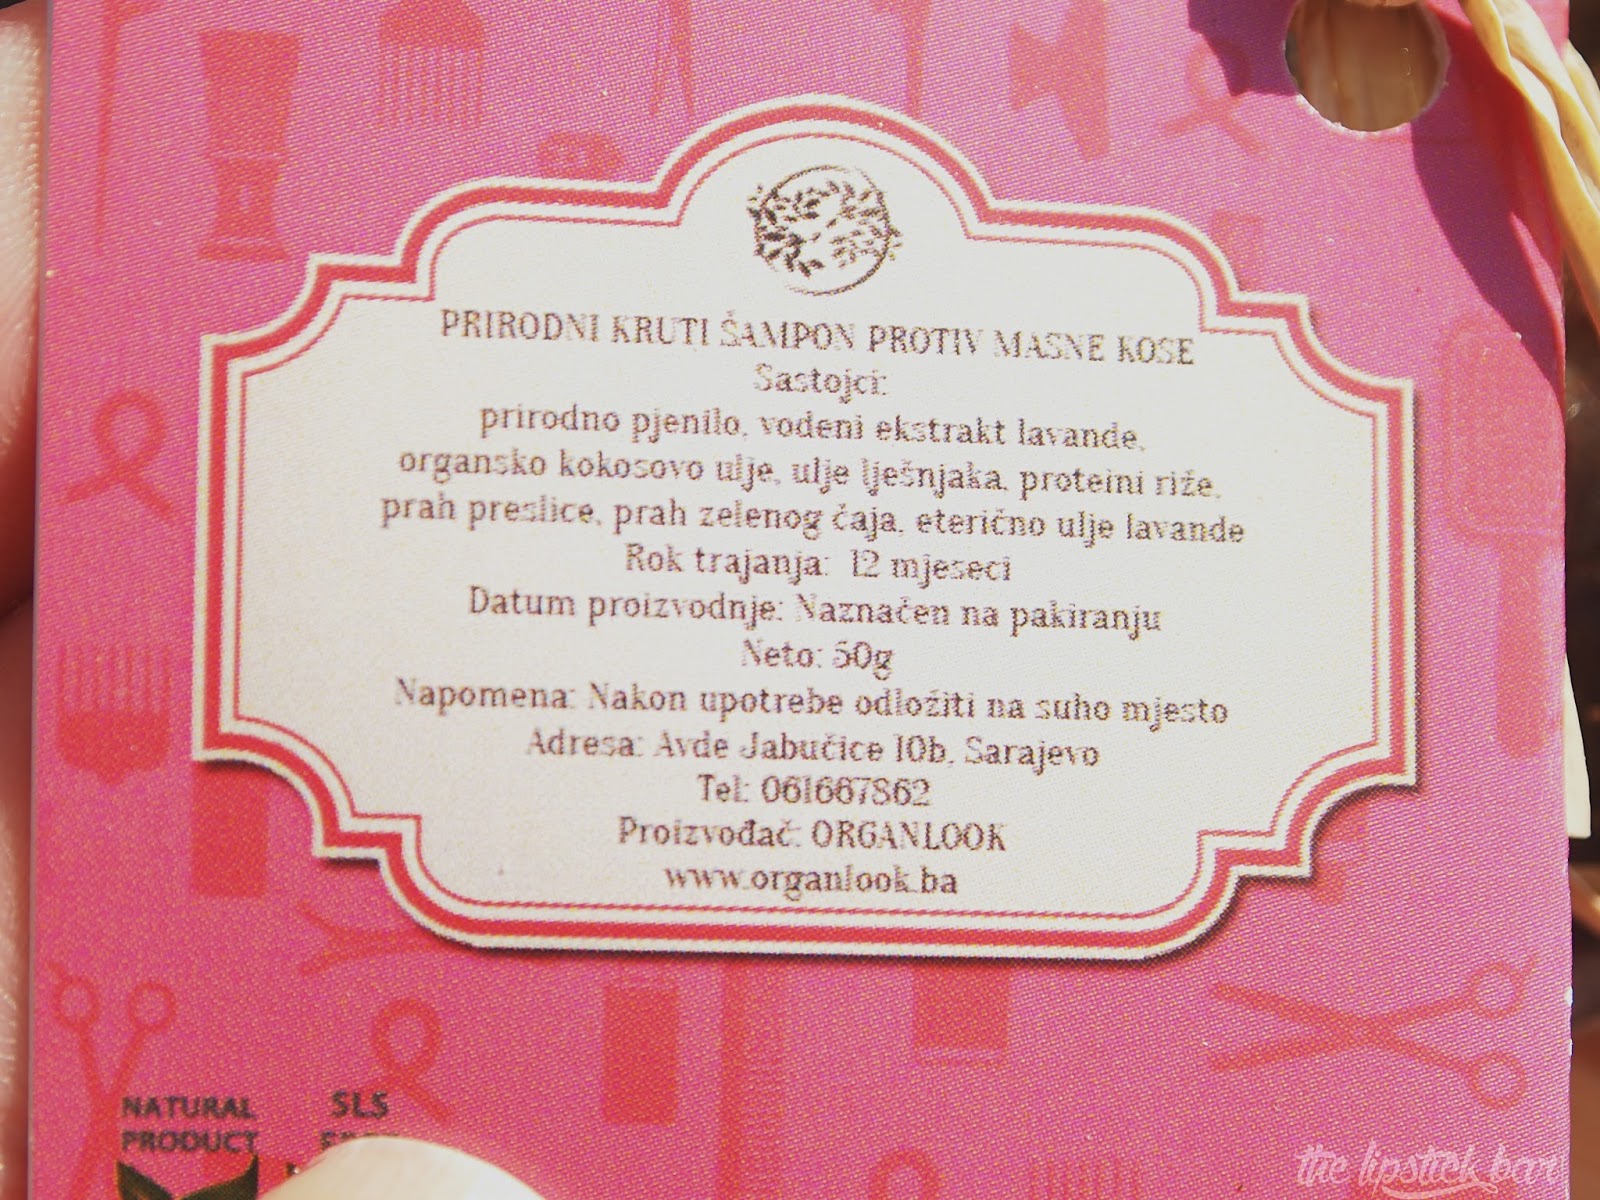 PRIRODNI KRUTI ŠAMPON PROTIV MASNE KOSE
Sastojci:
prirodno pjenilo, vodeni ekstrakt lavande,
organsko kokosovo ulje, ulje lješnjaka, proteini riže,
prah preslice, prah zelenog čaja, eterično ulje lavande
Rok trajanja: 12 mjeseci
Datum proizvodnje: Naznačen na pakiranju
Neto: 50g
Napomena: Nakon upotrebe odložiti na suho mjesto
Adresa: Avde Jabučice 10b, Sarajevo
Tel: 061667862
Proizvođač: ORGANLOOK
www.organlook.ba
NATURAL
PRODUCT
SLS
the lipstick bar